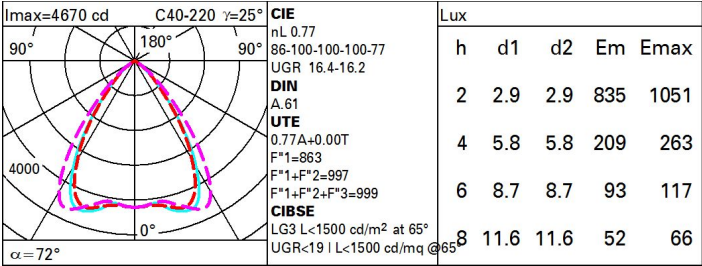 Imax=4670 cd C40-220 γ=25°
90° 180° 90°
4000
0°
α=72°
CIE
nL 0.77
86-100-100-100-77
UGR 16.4-16.2
DIN
A.61
UTE
0.77A+0.00T
F"1=863
F"1+F"2=997
F"1+F"2+F"3=999
CIBSE
LG3 L<1500 cd/m² at 65°
UGR<19 | L<1500 cd/mq @65°
Lux
h d1 d2 Em Emax
2 2.9 2.9 835 1051
4 5.8 5.8 209 263
6 8.7 8.7 93 117
8 11.6 11.6 52 66